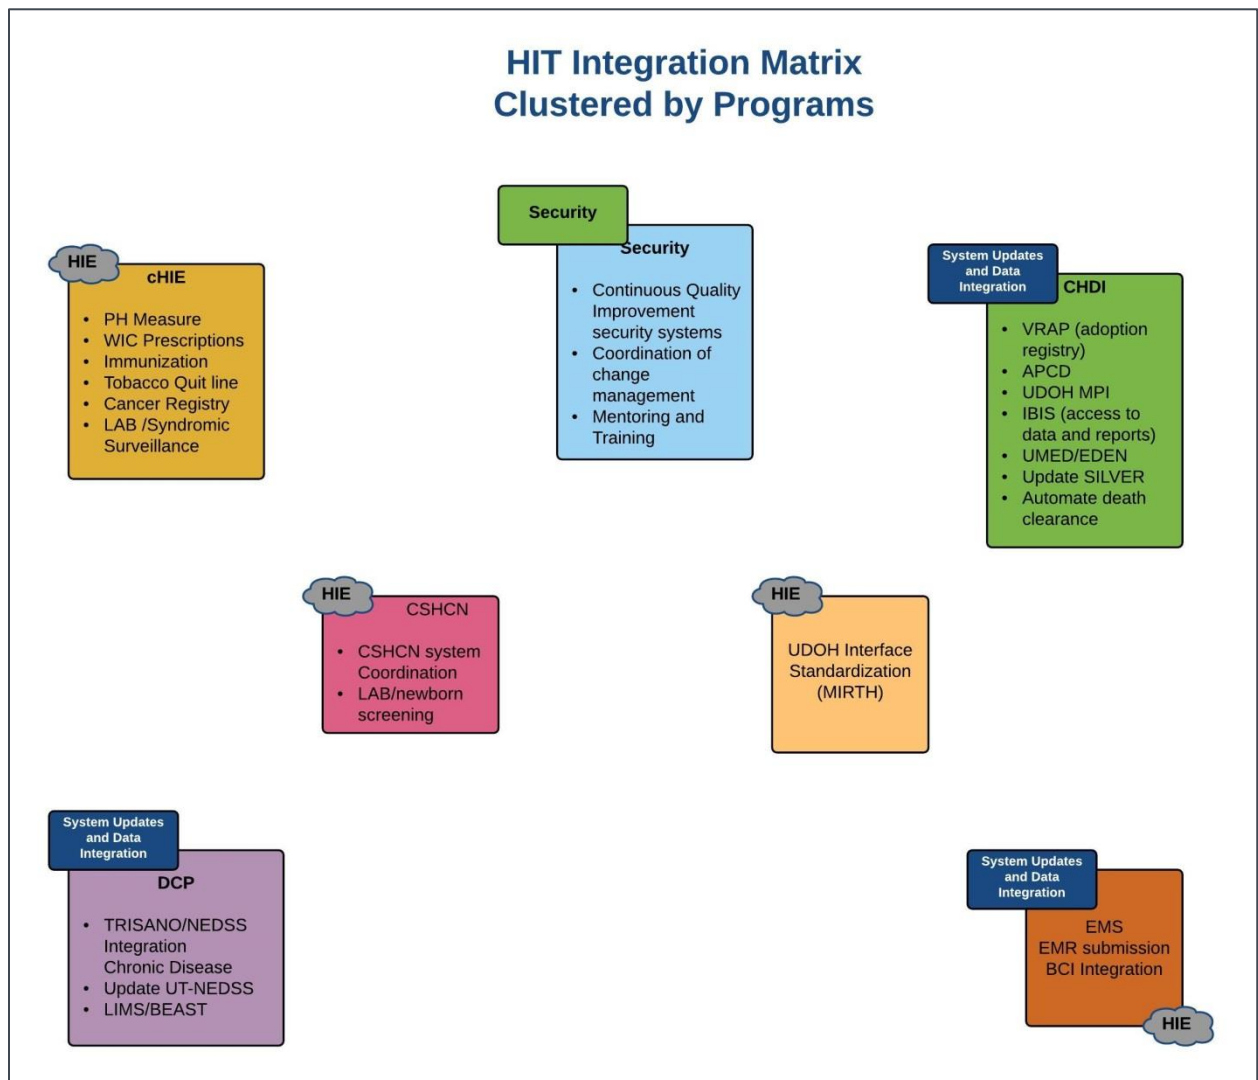 HIT Integration Matrix
Clustered by Programs
Security
Security
• Continuous Quality
Improvement
security systems
• Coordination of
change
management
• Mentoring and
Training
HIE
cHIE
• PH Measure
• WIC Prescriptions
• Immunization
• Tobacco Quit line
• Cancer Registry
• LAB /Syndromic
Surveillance
System Updates
and Data
Integration
CHDI
• VRAP (adoption
registry)
• APCD
• UDOH MPI
• IBIS (access to
data and reports)
• UMED/EDEN
• Update SILVER
• Automate death
clearance
HIE
CSHCN
• CSHCN system
Coordination
• LAB/newborn
screening
HIE
UDOH Interface
Standardization
(MIRTH)
System Updates
and Data
Integration
DCP
• TRISANO/NEDSS
Integration
Chronic Disease
• Update UT-NEDSS
• LIMS/BEAST
System Updates
and Data
Integration
EMS
EMR submission
BCI Integration
HIE